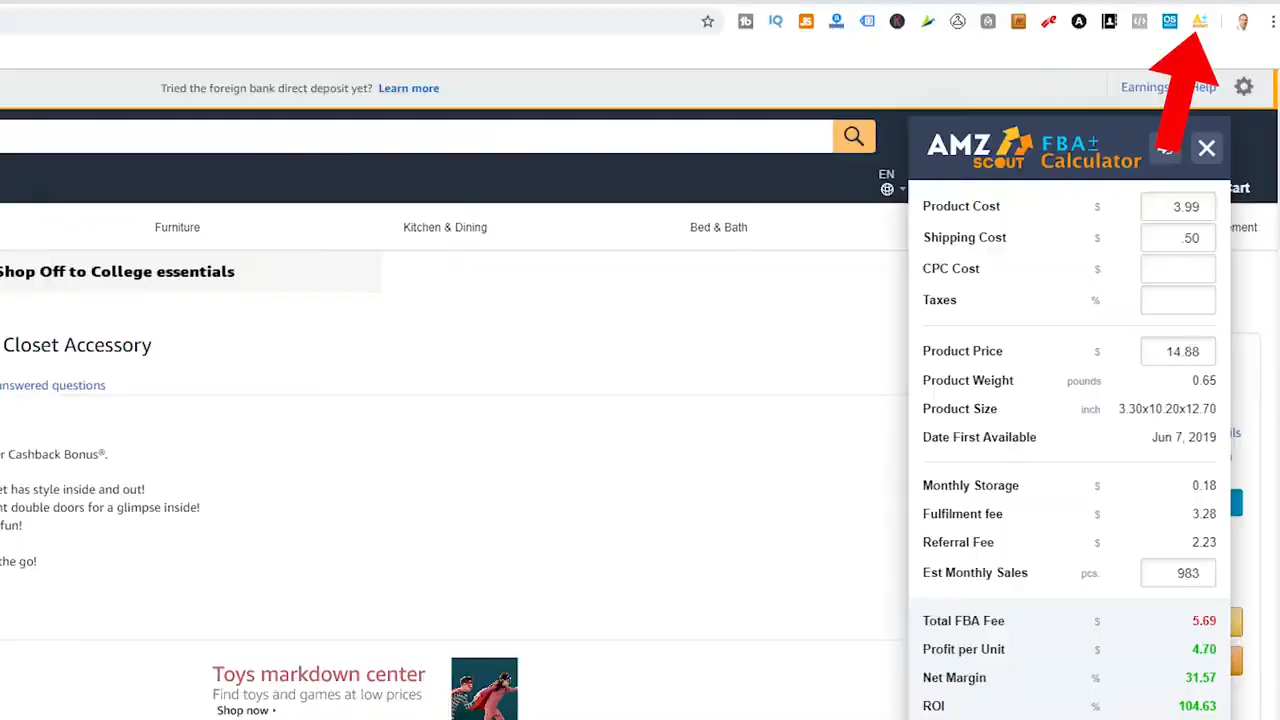 IQ JS A OS
Tried the foreign bank direct deposit yet? Learn more
Earnings Help
AMZ SCOUT FBA± Calculator
EN
Furniture Kitchen & Dining Bed & Bath
Shop Off to College essentials
Closet Accessory
answered questions
r Cashback Bonus®.
et has style inside and out!
nt double doors for a glimpse inside!
fun!
the go!
Toys markdown center
Find toys and games at low prices
Shop now
Product Cost $ 3.99
Shipping Cost $ .50
CPC Cost $
Taxes %
Product Price $ 14.88
Product Weight pounds 0.65
Product Size inch 3.30x10.20x12.70
Date First Available Jun 7, 2019
Monthly Storage $ 0.18
Fulfilment fee $ 3.28
Referral Fee $ 2.23
Est Monthly Sales pcs. 983
Total FBA Fee $ 5.69
Profit per Unit $ 4.70
Net Margin % 31.57
ROI % 104.63